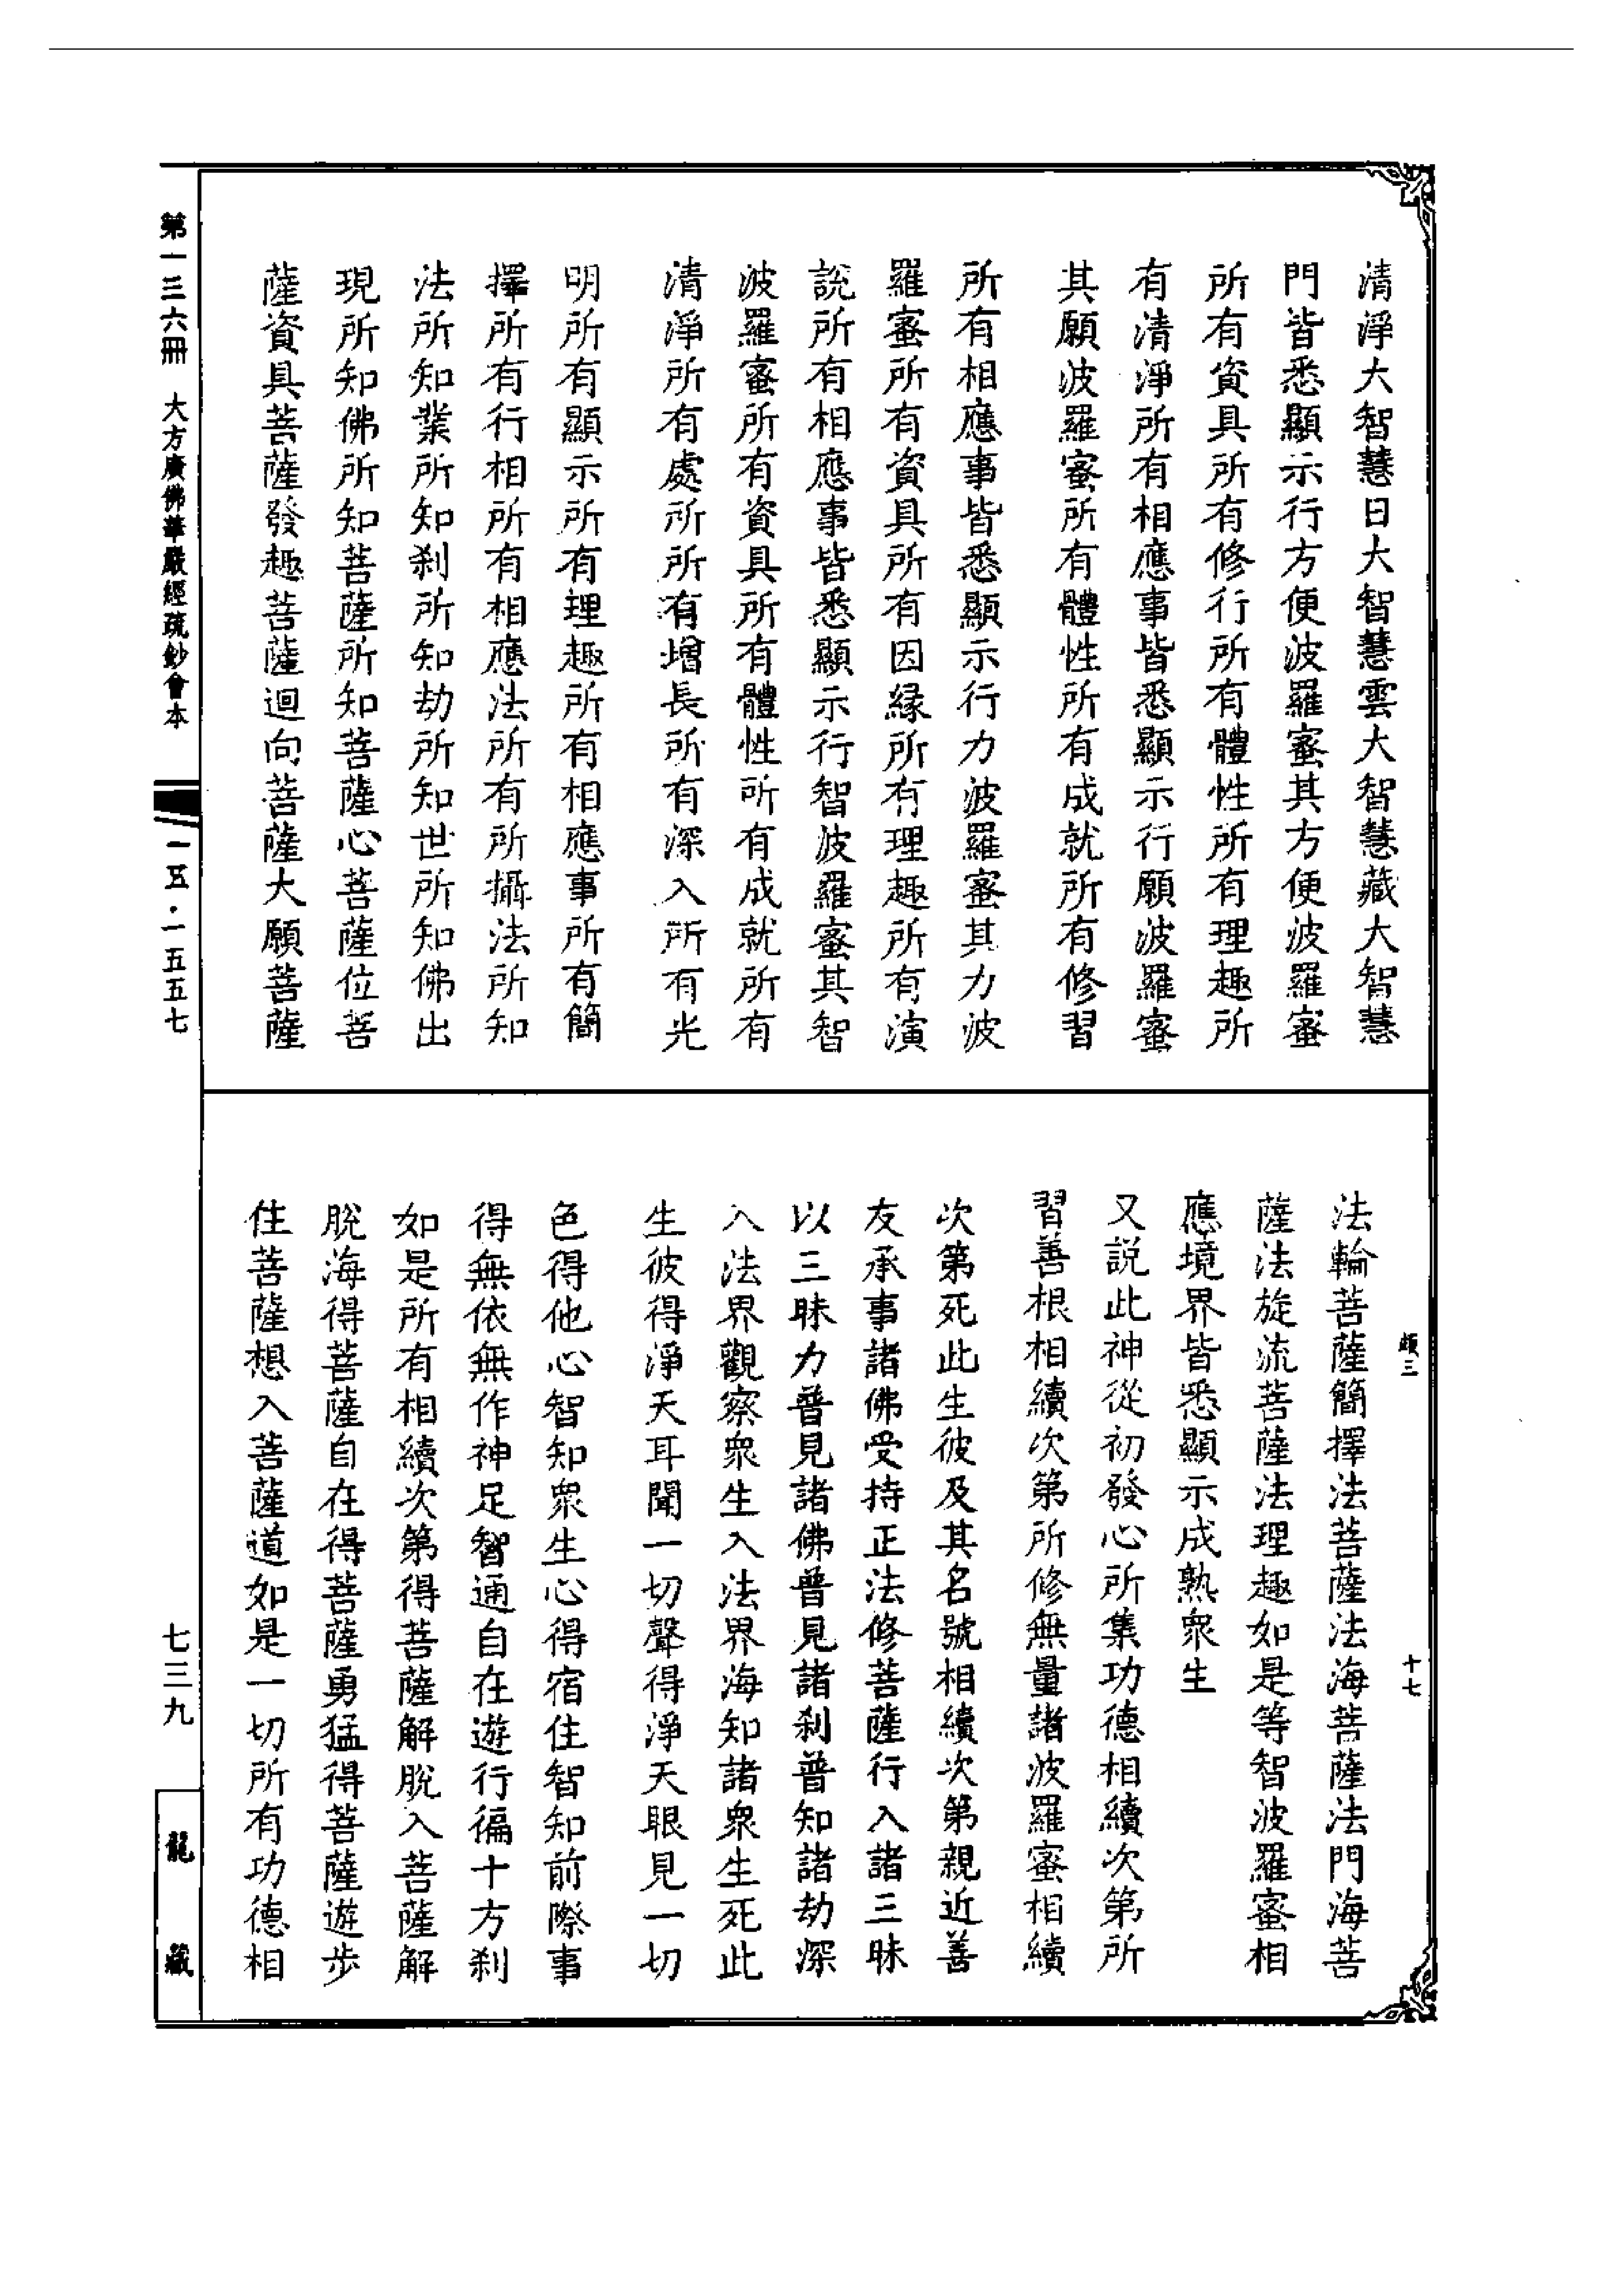 清淨大智慧日大智慧雲大智慧藏大智慧
門皆悉顯示行方便波羅蜜其方便波羅蜜
所有資具所有修行所有體性所有理趣所
有清淨所有相應事皆悉顯示行願波羅蜜
其願波羅蜜所有體性所有成就所有修習
所有相應事皆悉顯示行力波羅蜜其力波
羅蜜所有資具所有因緣所有理趣所有演
說所有相應事皆悉顯示行智波羅蜜其智
波羅蜜所有資具所有體性所有成就所有
清淨所有處所所有增長所有深入所有光
明所有顯示所有理趣所有相應事所有簡
擇所有行相所有相應法所有所攝法所知
法所知業所知剎所知劫所知世所知佛出
現所知佛所知菩薩所知菩薩心菩薩位菩
薩資具菩薩發趣菩薩迴向菩薩大願菩薩
法輪菩薩簡擇法菩薩法海菩薩法門海菩
薩法旋流菩薩法理趣如是等智波羅蜜相
應境界皆悉顯示成熟衆生
又説此神從初發心所集功德相續次第所
習善根相續次第所修無量諸波羅蜜相續
次第死此生彼及其名號相續次第親近善
友承事諸佛受持正法修菩薩行入諸三昧
以三昧力普見諸佛普見諸刹普知諸劫深
入法界觀察衆生入法界海知諸衆生死此
生彼得淨天耳聞一切聲得淨天眼見一切
色得他心智知衆生心得宿住智知前際事
得無依無作神足智通自在遊行徧十方刹
如是所有相續次第得菩薩解脱入菩薩解
脱海得菩薩自在得菩薩勇猛得菩薩遊步
住菩薩想入菩薩道如是一切所有功德相
十七
第一三六冊 大方廣佛華嚴經疏鈔會本
一五·一五五七
七三九
龍藏